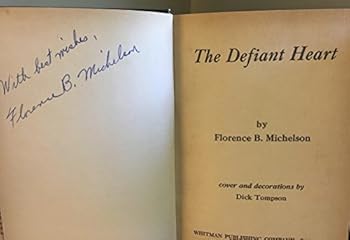 With best wishes,
Florence B. Michelson
The Defiant Heart
by
Florence B. Michelson
cover and decorations by
Dick Tompson
WHITMAN PUBLISHING COMPANY